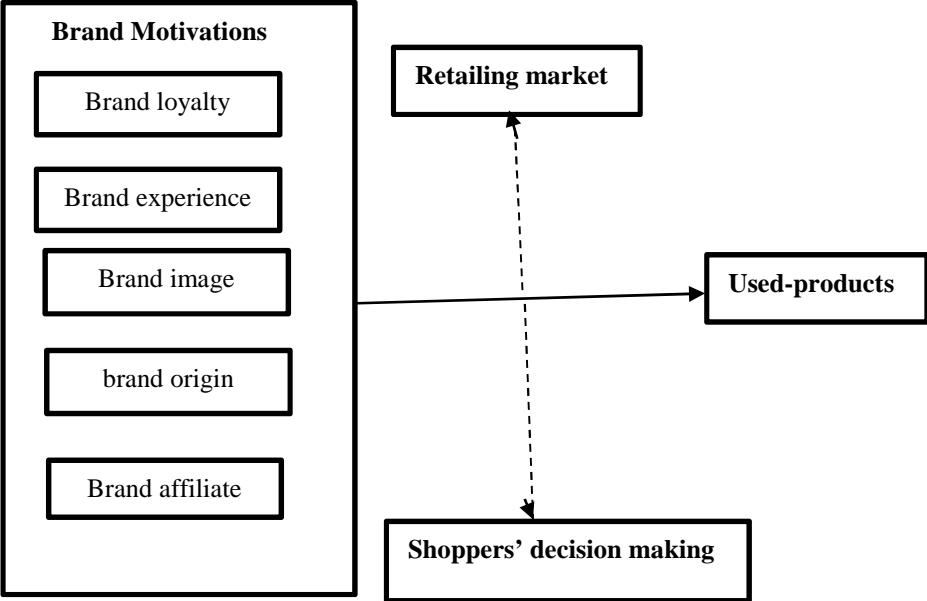 Brand Motivations
Brand loyalty
Brand experience
Brand image
brand origin
Brand affiliate
Retailing market
Used-products
Shoppers’ decision making